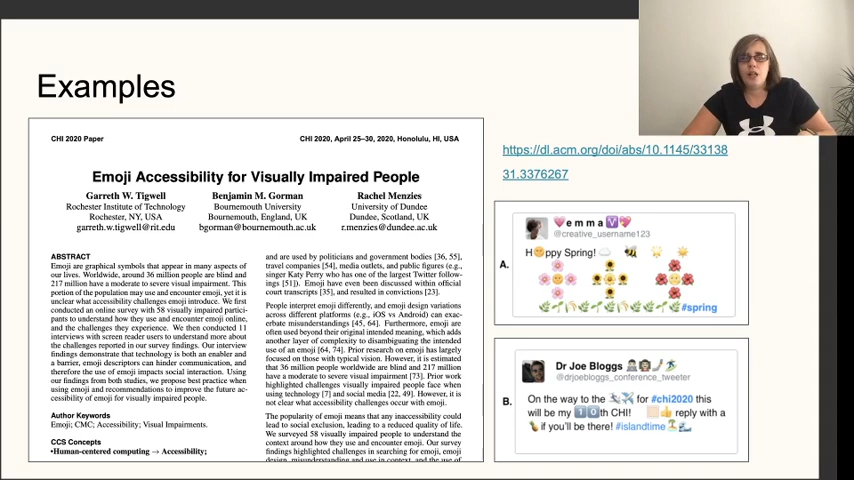 Examples
CHI 2020 Paper
CHI 2020, April 25–30, 2020, Honolulu, HI, USA
Emoji Accessibility for Visually Impaired People
Garreth W. Tigwell
Rochester Institute of Technology
Rochester, NY, USA
garreth.w.tigwell@rit.edu
Benjamin M. Gorman
Bournemouth University
Bournemouth, England, UK
bgorman@bournemouth.ac.uk
Rachel Menzies
University of Dundee
Dundee, Scotland, UK
r.menzies@dundee.ac.uk
ABSTRACT
Emoji are graphical symbols that appear in many aspects of
our lives. Worldwide, around 36 million people are blind and
217 million have a moderate to severe visual impairment. This
portion of the population may use and encounter emoji, yet it is
unclear what accessibility challenges emoji introduce. We first
conducted an online survey with 58 visually impaired partici-
pants to understand how they use and encounter emoji online,
and the challenges they experience. We then conducted 11
interviews with screen reader users to understand more about
the challenges reported in our survey findings. Our interview
findings demonstrate that technology is both an enabler and
a barrier, emoji descriptors can hinder communication, and
therefore the use of emoji impacts social interaction. Using
our findings from both studies, we propose best practice when
using emoji and recommendations to improve the future ac-
cessibility of emoji for visually impaired people.
Author Keywords
Emoji; CMC; Accessibility; Visual Impairments.
CCS Concepts
•Human-centered computing → Accessibility;
and are used by politicians and government bodies [36, 55],
travel companies [54], media outlets, and public figures (e.g.,
singer Katy Perry who has one of the largest Twitter follow-
ings [51]). Emoji have even been discussed within official
court transcripts [35], and resulted in convictions [23].
People interpret emoji differently, and emoji design variations
across different platforms (e.g., iOS vs Android) can exac-
erbate misunderstandings [45, 64]. Furthermore, emoji are
often used beyond their original intended meaning, which adds
another layer of complexity to disambiguating the intended
use of an emoji [64, 74]. Prior research on emoji has largely
focused on those with typical vision. However, it is estimated
that 36 million people worldwide are blind and 217 million
have a moderate to severe visual impairment [73]. Prior work
highlighted challenges visually impaired people face when
using technology [7] and social media [22, 49]. However, it is
not clear what accessibility challenges occur with emoji.
The popularity of emoji means that any inaccessibility could
lead to social exclusion, leading to a reduced quality of life.
We surveyed 58 visually impaired people to understand the
context around how they use and encounter emoji. Our survey
findings highlighted challenges in searching for emoji, emoji
design, misunderstanding and use in context, and the use of
https://dl.acm.org/doi/abs/10.1145/33138
31.3376267
A.
e m m a V
@creative_username123
H ppy Spring!
#spring
B.
Dr Joe Bloggs
@drjoebloggs_conference_tweeter
On the way to the for #chi2020 this
will be my 10th CHI! reply with a
if you'll be there! #islandtime